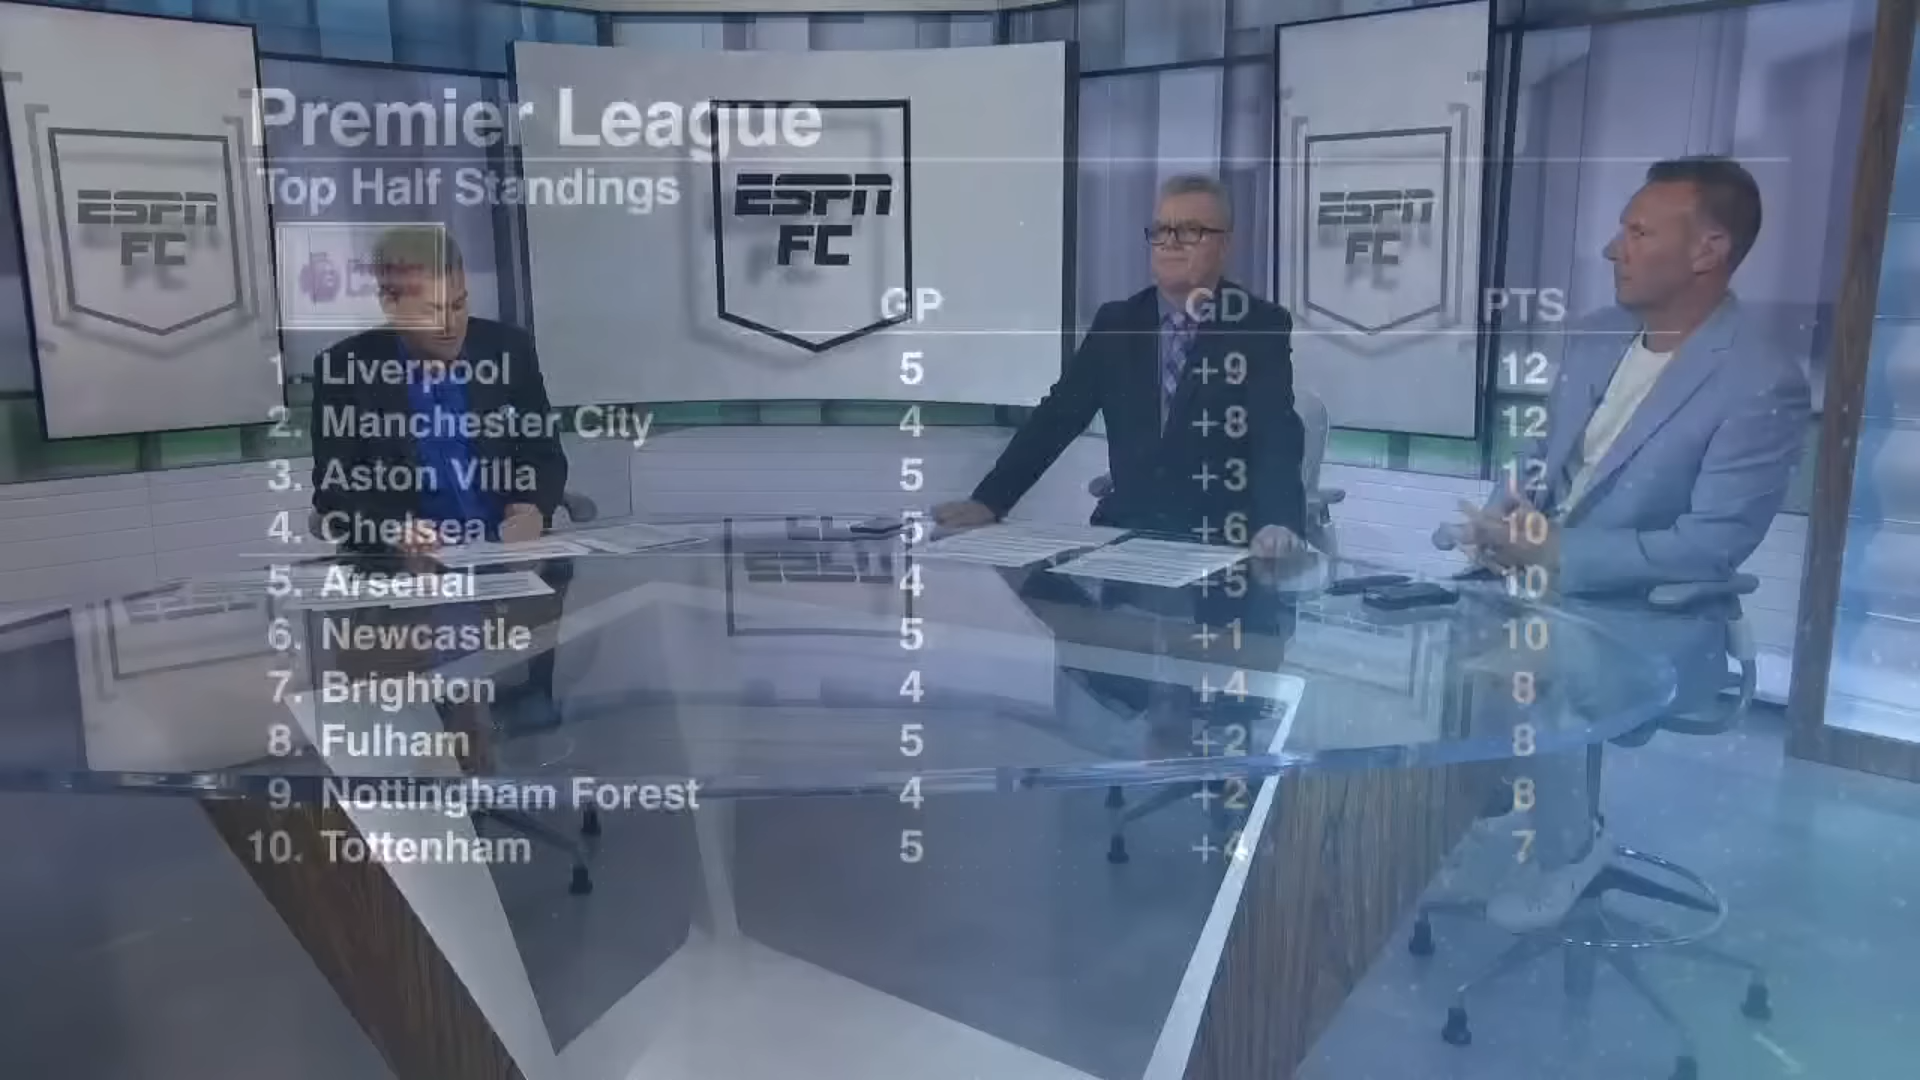 Premier League
Top Half Standings
ESPN
FC
ESPN
FC
ESPN
FC
Premier
League
GP GD PTS
1. Liverpool 5 +9 12
2. Manchester City 4 +8 12
3. Aston Villa 5 +3 12
4. Chelsea 5 +6 10
5. Arsenal 4 +5 10
6. Newcastle 5 +1 10
7. Brighton 4 +4 8
8. Fulham 5 +2 8
9. Nottingham Forest 4 +2 8
10. Tottenham 5 +4 7